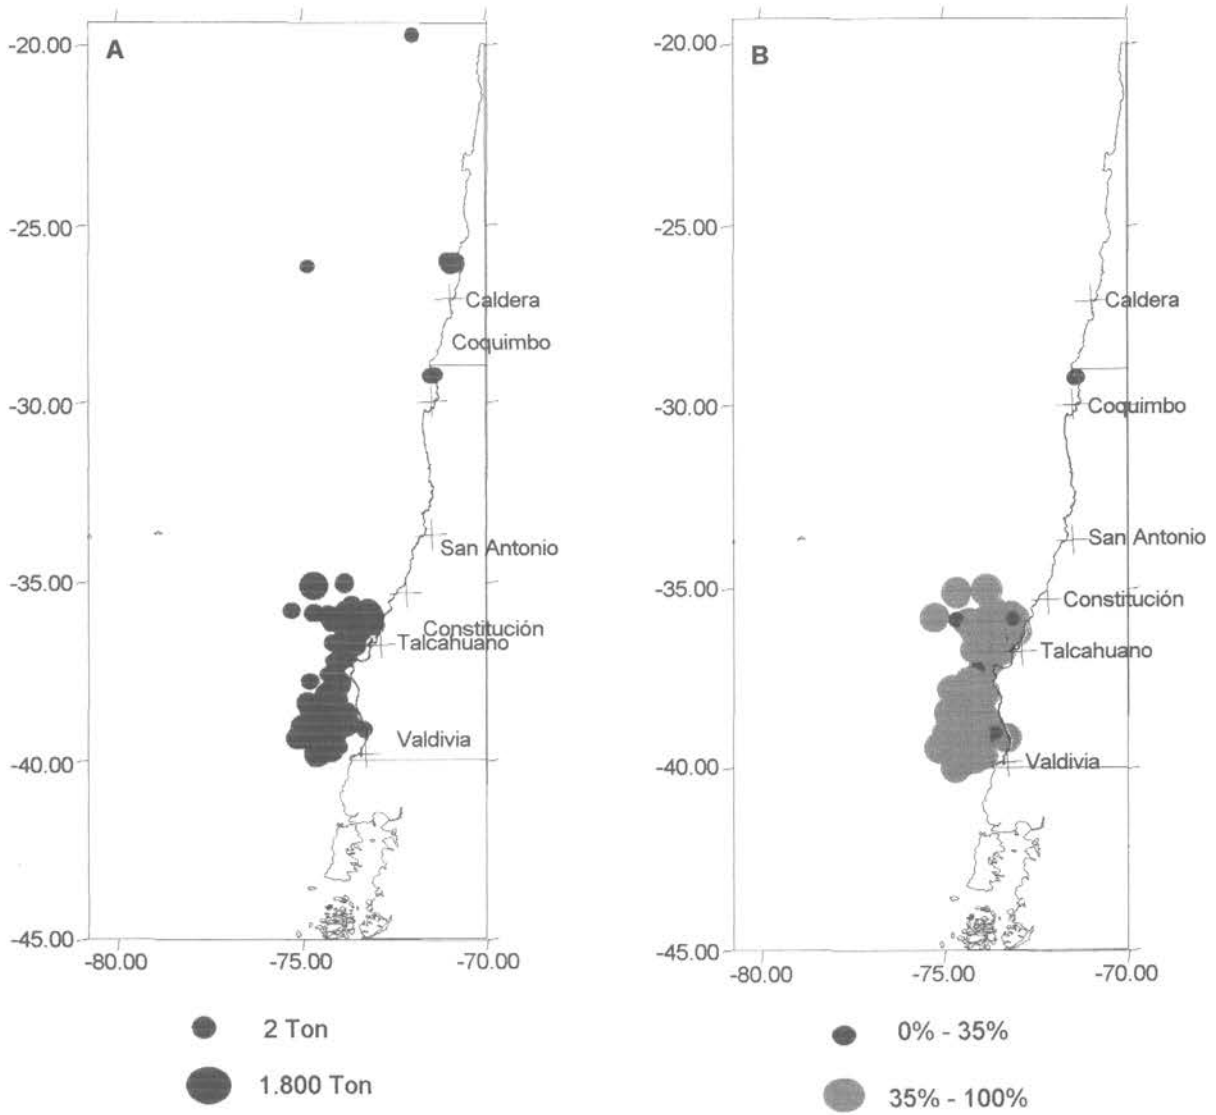 A
-20.00
-25.00
-30.00
-35.00
-40.00
-45.00
-80.00
-75.00
-70.00
Caldera
Coquimbo
San Antonio
Constitución
Talcahuano
Valdivia
2 Ton
1.800 Ton
B
-20.00
-25.00
-30.00
-35.00
-40.00
-45.00
-80.00
-75.00
-70.00
Caldera
Coquimbo
San Antonio
Constitución
Talcahuano
Valdivia
0% - 35%
35% - 100%